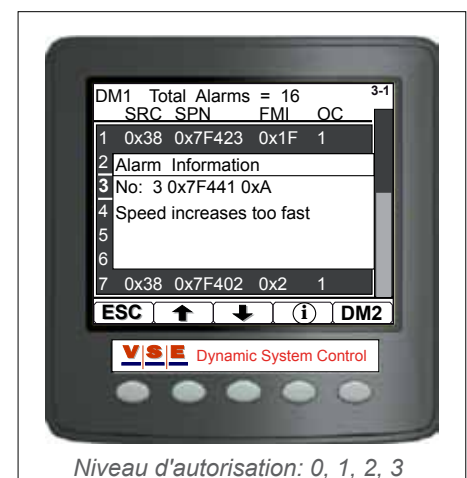 DM1 Total Alarms = 16 3-1
SRC SPN FMI OC
1 0x38 0x7F423 0x1F 1
2 Alarm Information
3 No: 3 0x7F441 0xA
4 Speed increases too fast
5
6
7 0x38 0x7F402 0x2 1
ESC i DM2
V|S|E Dynamic System Control
Niveau d'autorisation: 0, 1, 2, 3